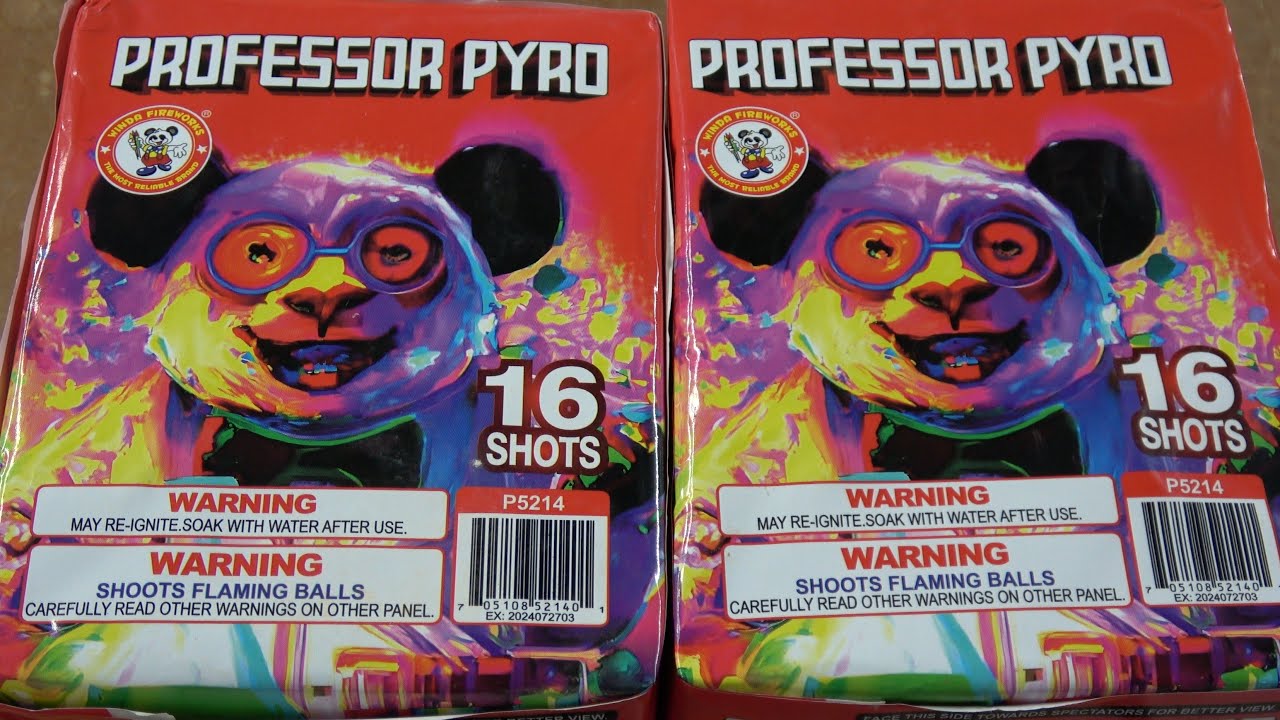 PROFESSOR PYRO
WINDA FIREWORKS ®
THE MOST RELIABLE BRAND
16
SHOTS
WARNING
MAY RE-IGNITE.SOAK WITH WATER AFTER USE.
WARNING
SHOOTS FLAMING BALLS
CAREFULLY READ OTHER WARNINGS ON OTHER PANEL.
P5214
7 05108 52140 1
EX: 2024072703
PROFESSOR PYRO
WINDA FIREWORKS ®
THE MOST RELIABLE BRAND
16
SHOTS
WARNING
MAY RE-IGNITE.SOAK WITH WATER AFTER USE.
WARNING
SHOOTS FLAMING BALLS
CAREFULLY READ OTHER WARNINGS ON OTHER PANEL.
P5214
7 05108 52140 1
EX: 2024072703
FACE THIS SIDE TOWARDS SPECTATORS FOR BETTER VIEW